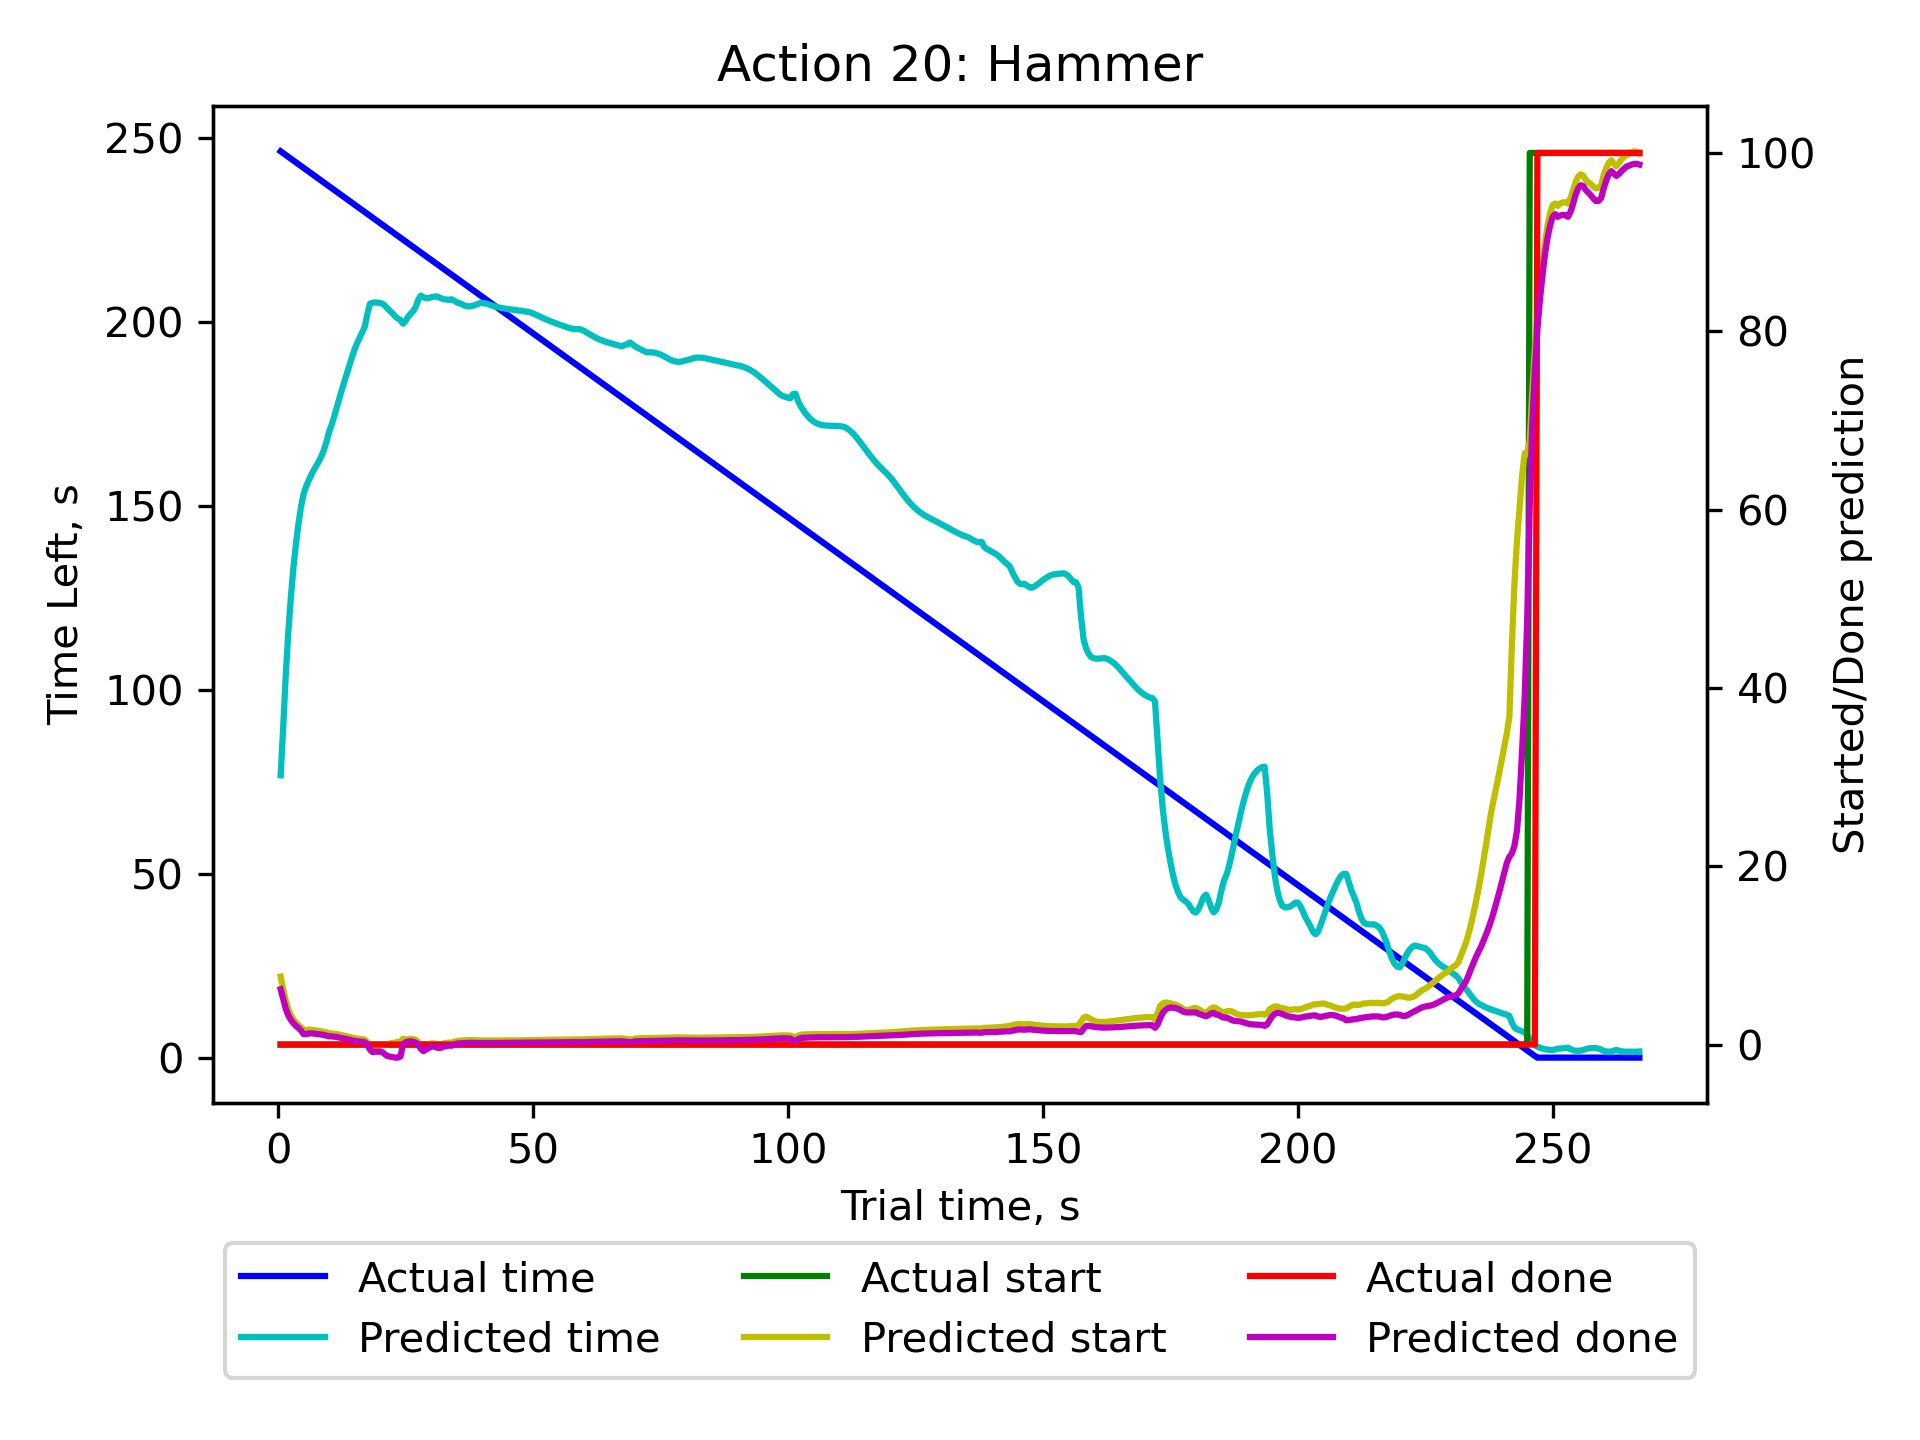 Action 20: Hammer
250
200
150
100
50
0
Time Left, s
100
80
60
40
20
0
Started/Done prediction
0 50 100 150 200 250
Trial time, s
Actual time Actual start Actual done
Predicted time Predicted start Predicted done